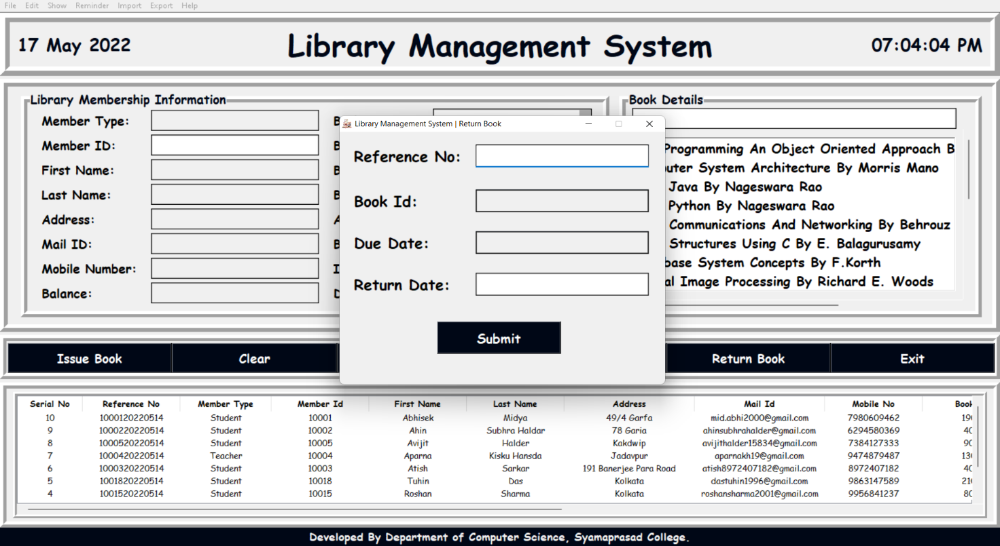 File Edit Show Reminder Import Export Help
17 May 2022 Library Management System 07:04:04 PM
Library Membership Information
Member Type:
Member ID:
First Name:
Last Name:
Address:
Mail ID:
Mobile Number:
Balance:
Library Management System | Return Book
Reference No:
Book Id:
Due Date:
Return Date:
Submit
Book Details
Programming An Object Oriented Approach B
System Architecture By Morris Mano
Java By Nageswara Rao
Python By Nageswara Rao
Communications And Networking By Behrouz
Structures Using C By E. Balagurusamy
System Concepts By F.Korth
Image Processing By Richard E. Woods
Issue Book Clear Return Book Exit
Serial No Reference No Member Type Member Id First Name Last Name Address Mail Id Mobile No Book
10 1000120220514 Student 10001 Abhisek Midya 49/4 Garfa mid.abhi2000@gmail.com 7980609462
9 1000220220514 Student 10002 Ahin Subhra Haldar 78 Garia ahinsubhrahalder@gmail.com 6294580369
8 1000520220514 Student 10005 Avijit Halder Kakdwip avijithalder15834@gmail.com 7384127333
7 1000420220514 Teacher 10004 Aparna Kisku Hansda Jadavpur aparnakh19@gmail.com 9474879487
6 1000320220514 Student 10003 Atish Sarkar 191 Banerjee Para Road atish8972407182@gmail.com 8972407182
5 1001820220514 Student 10018 Tuhin Das Kolkata dastuhin1996@gmail.com 9863147589
4 1001520220514 Student 10015 Roshan Sharma Kolkata roshansharma2001@gmail.com 9956841237
Developed By Department of Computer Science, Syamaprasad College.